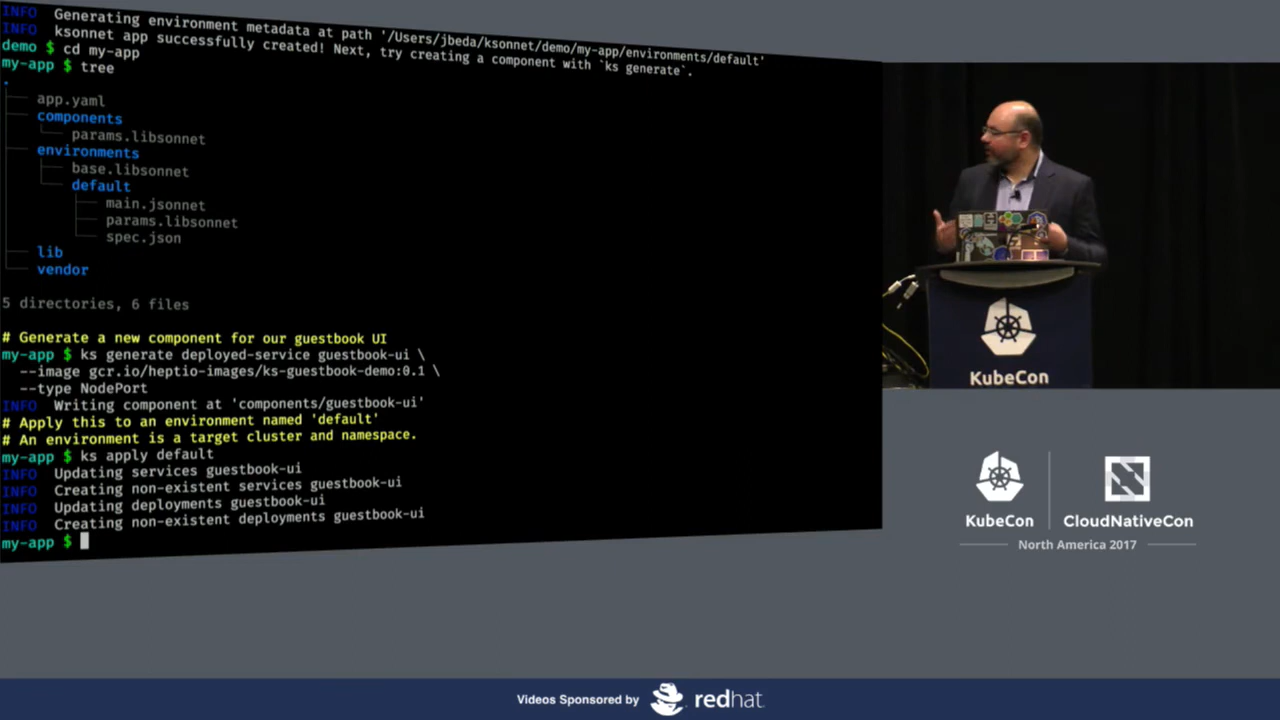 INFO Generating environment metadata at path '/Users/jbeda/ksonnet/demo/my-app/environments/default'
INFO ksonnet app successfully created! Next, try creating a component with `ks generate`.
demo $ cd my-app
my-app $ tree
.
app.yaml
components
params.libsonnet
environments
base.libsonnet
default
main.jsonnet
params.libsonnet
spec.json
lib
vendor
5 directories, 6 files
# Generate a new component for our guestbook UI
my-app $ ks generate deployed-service guestbook-ui \
--image gcr.io/heptio-images/ks-guestbook-demo:0.1 \
--type NodePort
INFO Writing component at 'components/guestbook-ui'
# Apply this to an environment named 'default'
# An environment is a target cluster and namespace.
my-app $ ks apply default
INFO Updating services guestbook-ui
INFO Creating non-existent services guestbook-ui
INFO Updating deployments guestbook-ui
INFO Creating non-existent deployments guestbook-ui
my-app $
KubeCon
KubeCon
CloudNativeCon
North America 2017
Videos Sponsored by redhat.